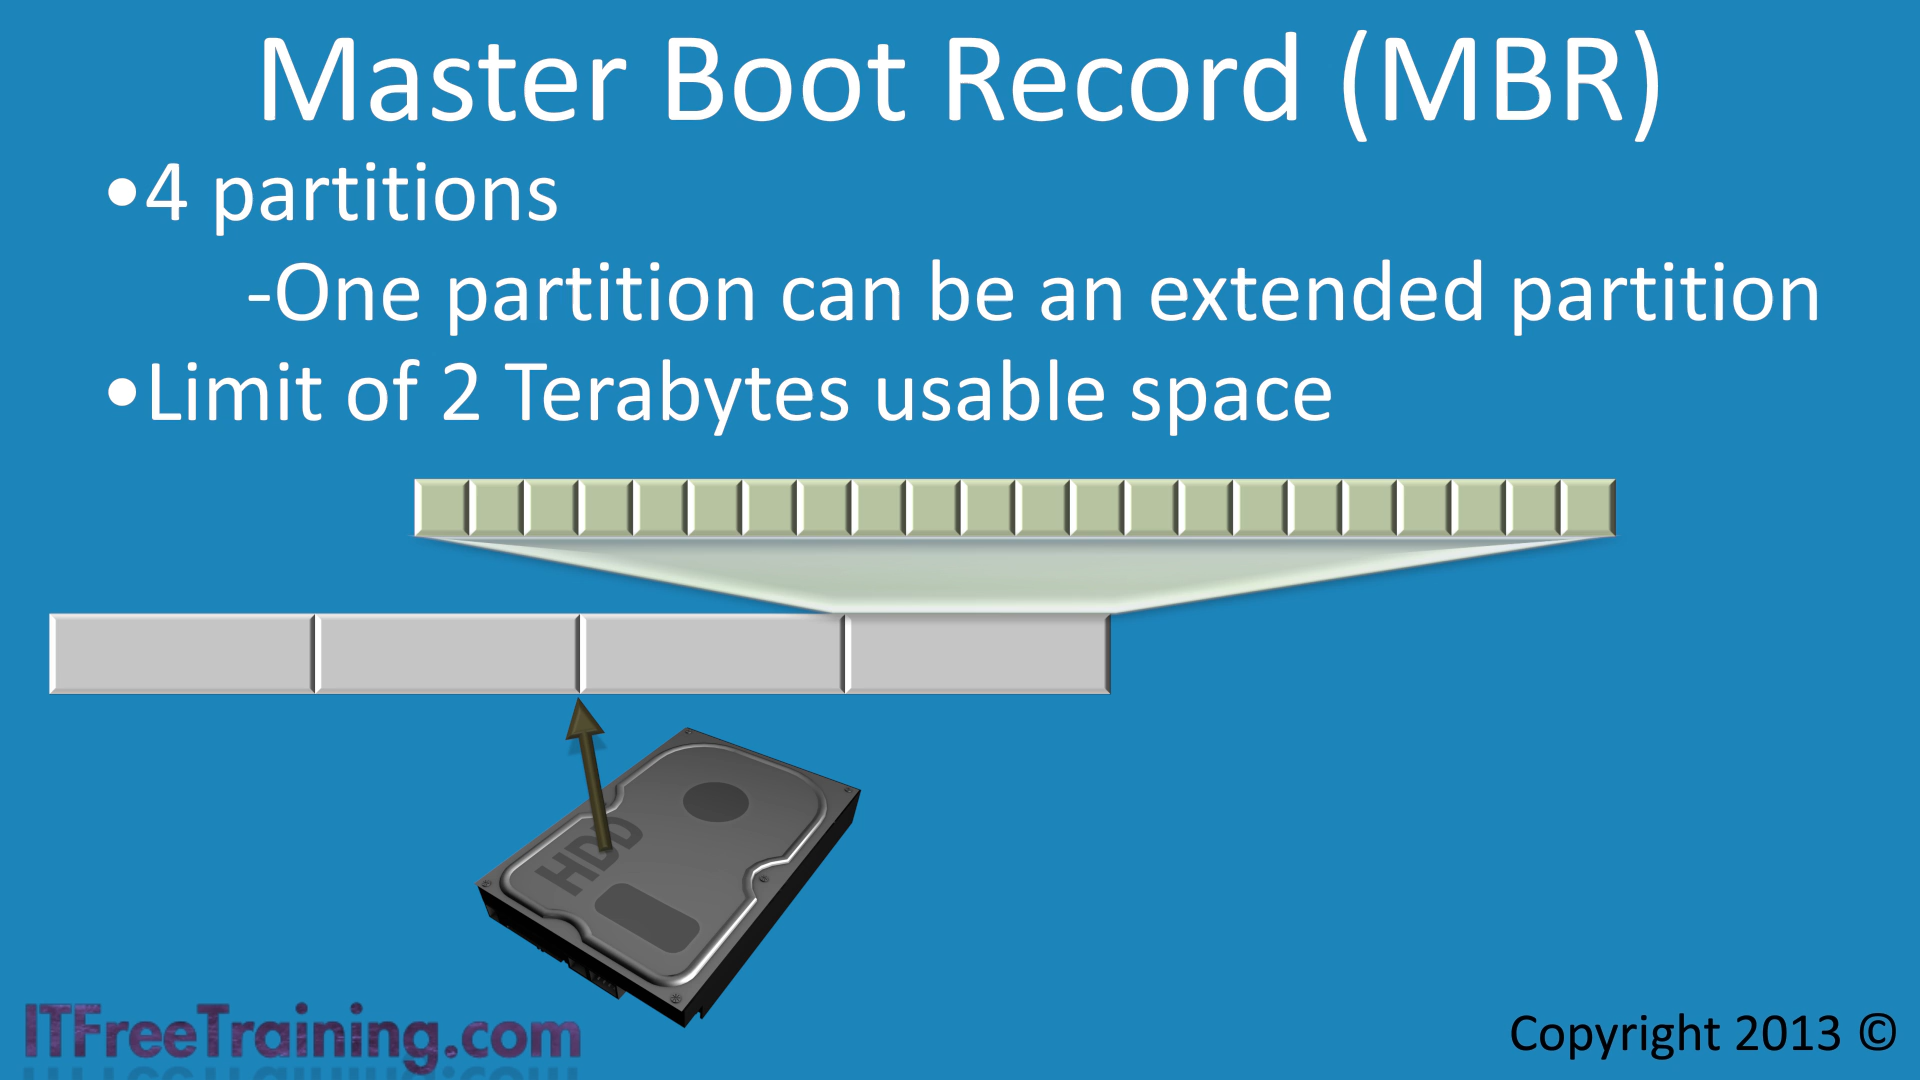 Master Boot Record (MBR)
•4 partitions
-One partition can be an extended partition
•Limit of 2 Terabytes usable space
HDD
ITFreeTraining.com
Copyright 2013 ©